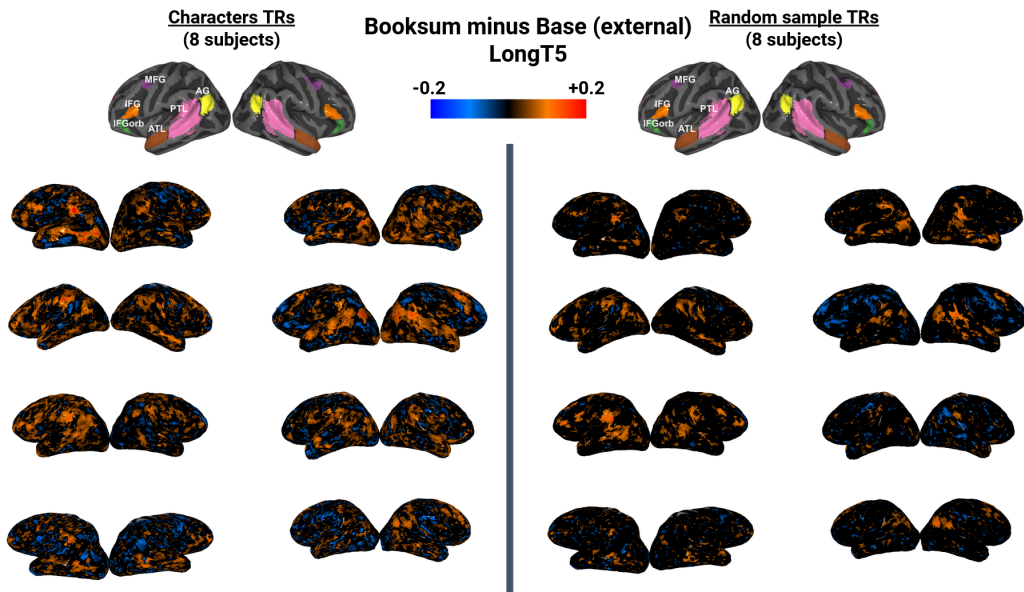 Characters TRs
(8 subjects)
Booksum minus Base (external)
LongT5
Random sample TRs
(8 subjects)
-0.2
+0.2
MFG
AG
IFG
PTL
IFGorb
ATL
MFG
AG
IFG
PTL
IFGorb
ATL